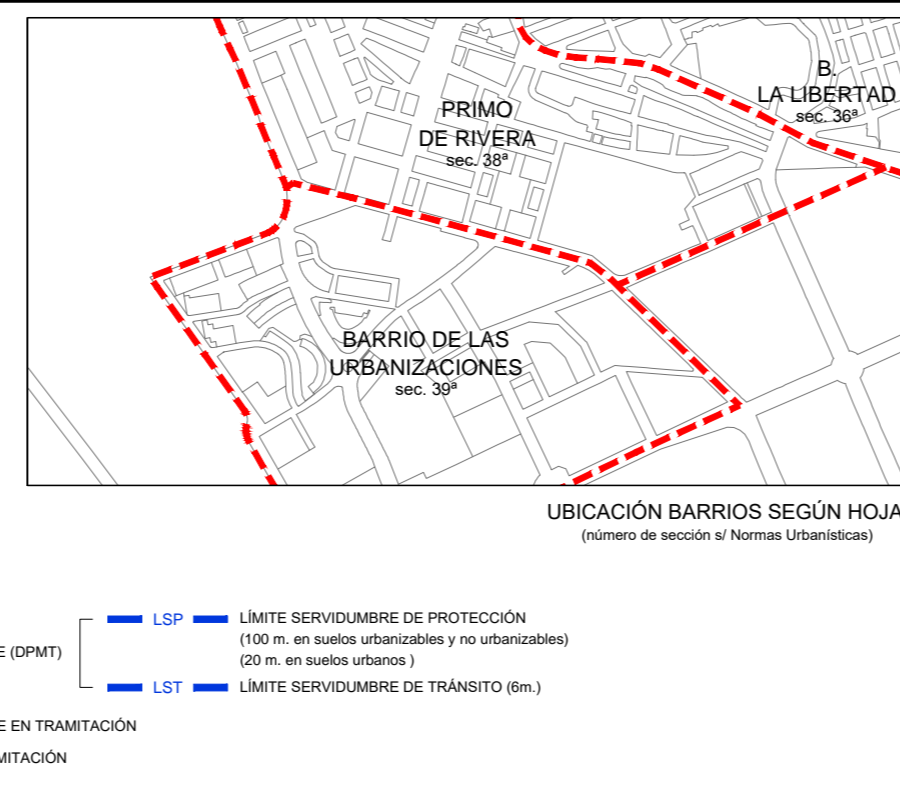 B.
LA LIBERTAD
sec. 36ª
PRIMO
DE RIVERA
sec. 38ª
BARRIO DE LAS
URBANIZACIONES
sec. 39ª
UBICACIÓN BARRIOS SEGÚN HOJA
(número de sección s/ Normas Urbanísticas)
LSP LÍMITE SERVIDUMBRE DE PROTECCIÓN
(100 m. en suelos urbanizables y no urbanizables)
E (DPMT)
(20 m. en suelos urbanos )
LST LÍMITE SERVIDUMBRE DE TRÁNSITO (6m.)
E EN TRAMITACIÓN
MITACIÓN